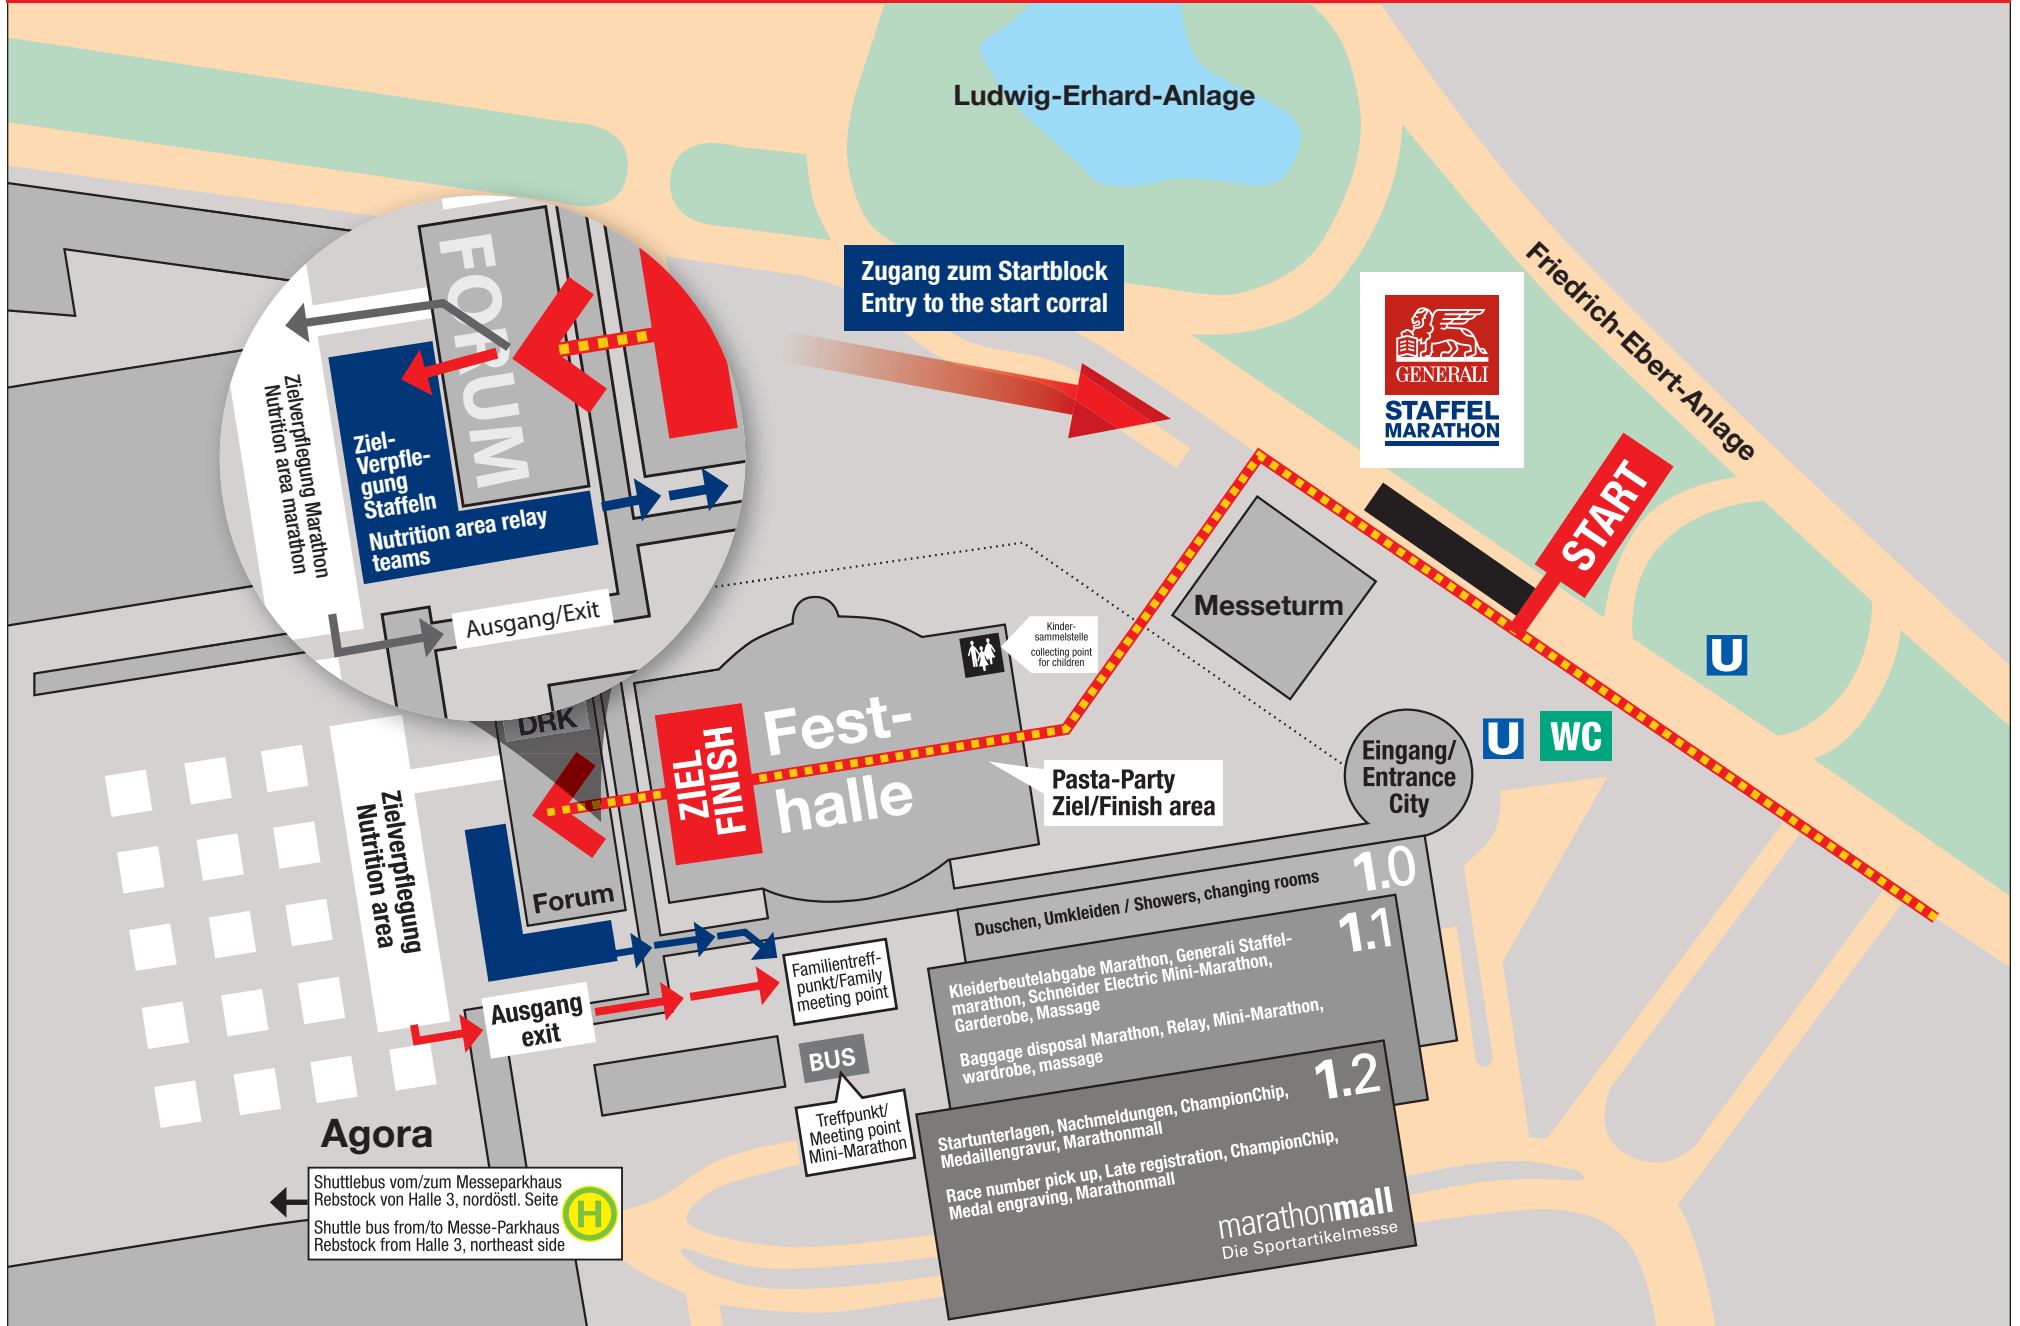 Ludwig-Erhard-Anlage
Friedrich-Ebert-Anlage
Zugang zum Startblock
Entry to the start corral
GENERALI
STAFFEL
MARATHON
START
FORUM
Zielverpflegung Marathon
Nutrition area marathon
Ziel-
Verpfle-
gung
Staffeln
Nutrition area relay
teams
Ausgang/Exit
Messeturm
Kinder-
sammelstelle
collecting point
for children
U
U
WC
DRK
ZIEL
FINISH
Fest-
halle
Pasta-Party
Ziel/Finish area
Eingang/
Entrance
City
Zielverpflegung
Nutrition area
Forum
Ausgang
exit
Familientreff-
punkt/Family
meeting point
BUS
Treffpunkt/
Meeting point
Mini-Marathon
1.0
Duschen, Umkleiden / Showers, changing rooms
1.1
Kleiderbeutelabgabe Marathon, Generali Staffel-
marathon, Schneider Electric Mini-Marathon,
Garderobe, Massage
Baggage disposal Marathon, Relay, Mini-Marathon,
wardrobe, massage
1.2
Startunterlagen, Nachmeldungen, ChampionChip,
Medaillengravur, Marathonmall
Race number pick up, Late registration, ChampionChip,
Medal engraving, Marathonmall
marathonmall
Die Sportartikelmesse
Agora
Shuttlebus vom/zum Messeparkhaus
Rebstock von Halle 3, nordöstl. Seite
Shuttle bus from/to Messe-Parkhaus
Rebstock from Halle 3, northeast side
H